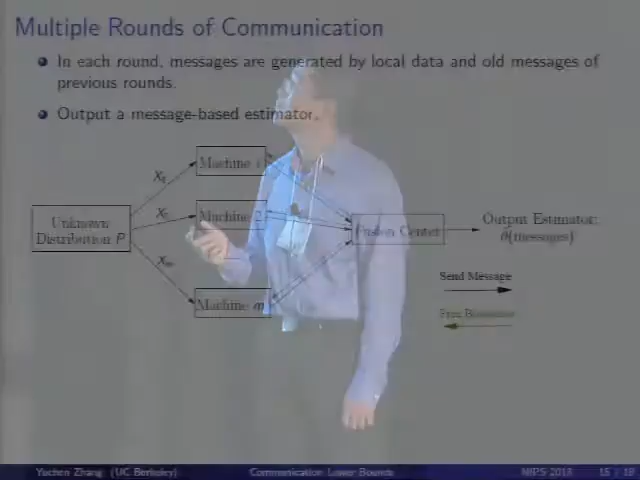 Multiple Rounds of Communication
In each round, messages are generated by local data and old messages of
previous rounds.
Output a message-based estimator.
Machine 1
X1
Unknown
Distribution P
X2
Machine 2
Fusion Center
Output Estimator:
θ̂(messages)
Xm
Machine m
Send Message
Free Broadcast
Yuchen Zhang (UC Berkeley)
Communication Lower Bounds
NIPS 2013
15 / 18